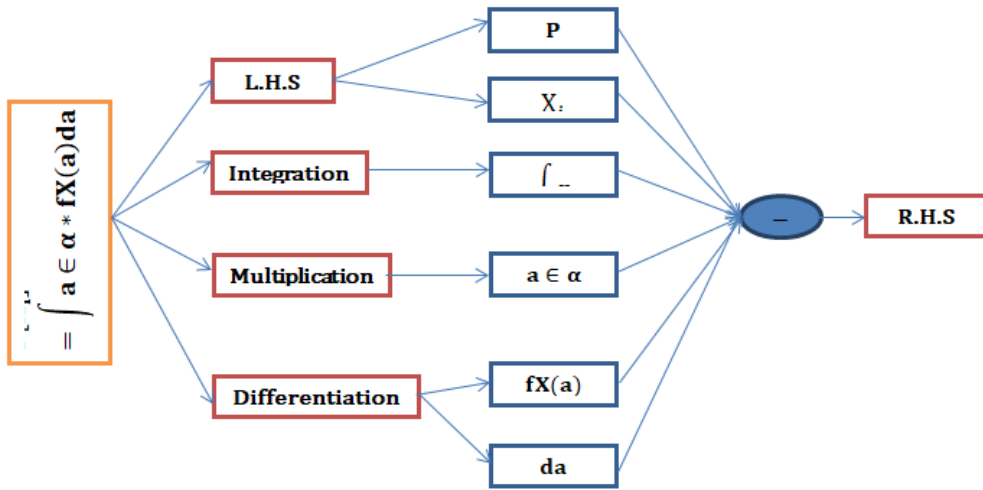 = ∫ a ∈ α * fX(a)da
L.H.S
Integration
Multiplication
Differentiation
P
X
∫
a ∈ α
fX(a)
da
R.H.S